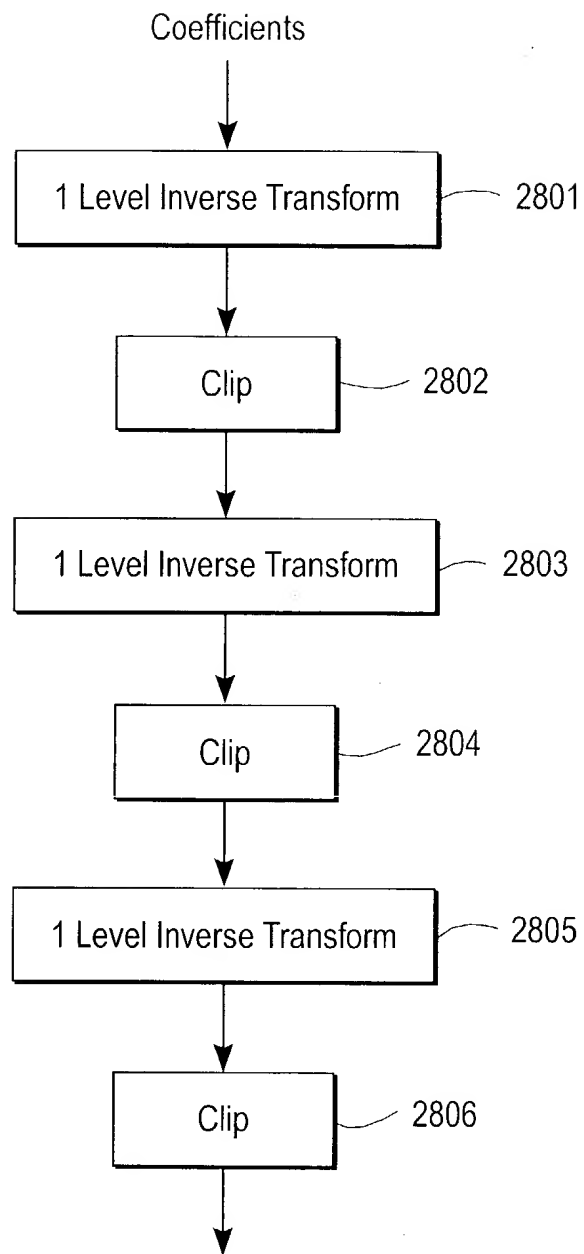 Coefficients
1 Level Inverse Transform 2801
Clip 2802
1 Level Inverse Transform 2803
Clip 2804
1 Level Inverse Transform 2805
Clip 2806